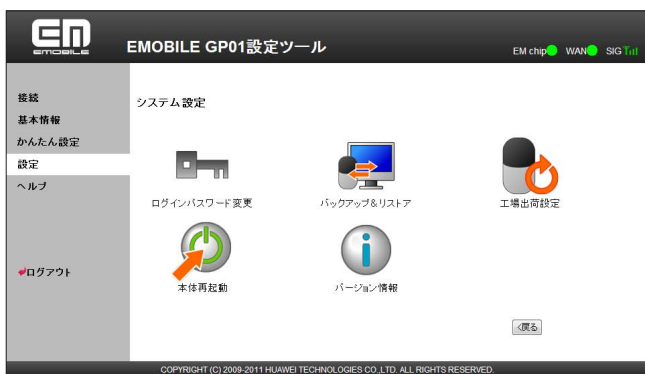 EM
EMOBILE
EMOBILE GP01設定ツール
EM chip WAN SIG
接続
基本情報
かんたん設定
設定
ヘルプ
ログアウト
システム設定
ログインパスワード変更
バックアップ&リストア
工場出荷設定
本体再起動
バージョン情報
<戻る
COPYRIGHT (C) 2009-2011 HUAWEI TECHNOLOGIES CO.,LTD. ALL RIGHTS RESERVED.